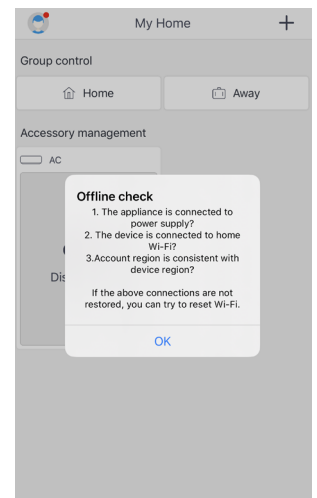 My Home
Group control
Home
Away
Accessory management
AC
Offline check
1. The appliance is connected to
power supply?
2. The device is connected to home
Wi-Fi?
3.Account region is consistent with
device region?
If the above connections are not
restored, you can try to reset Wi-Fi.
Dis
OK